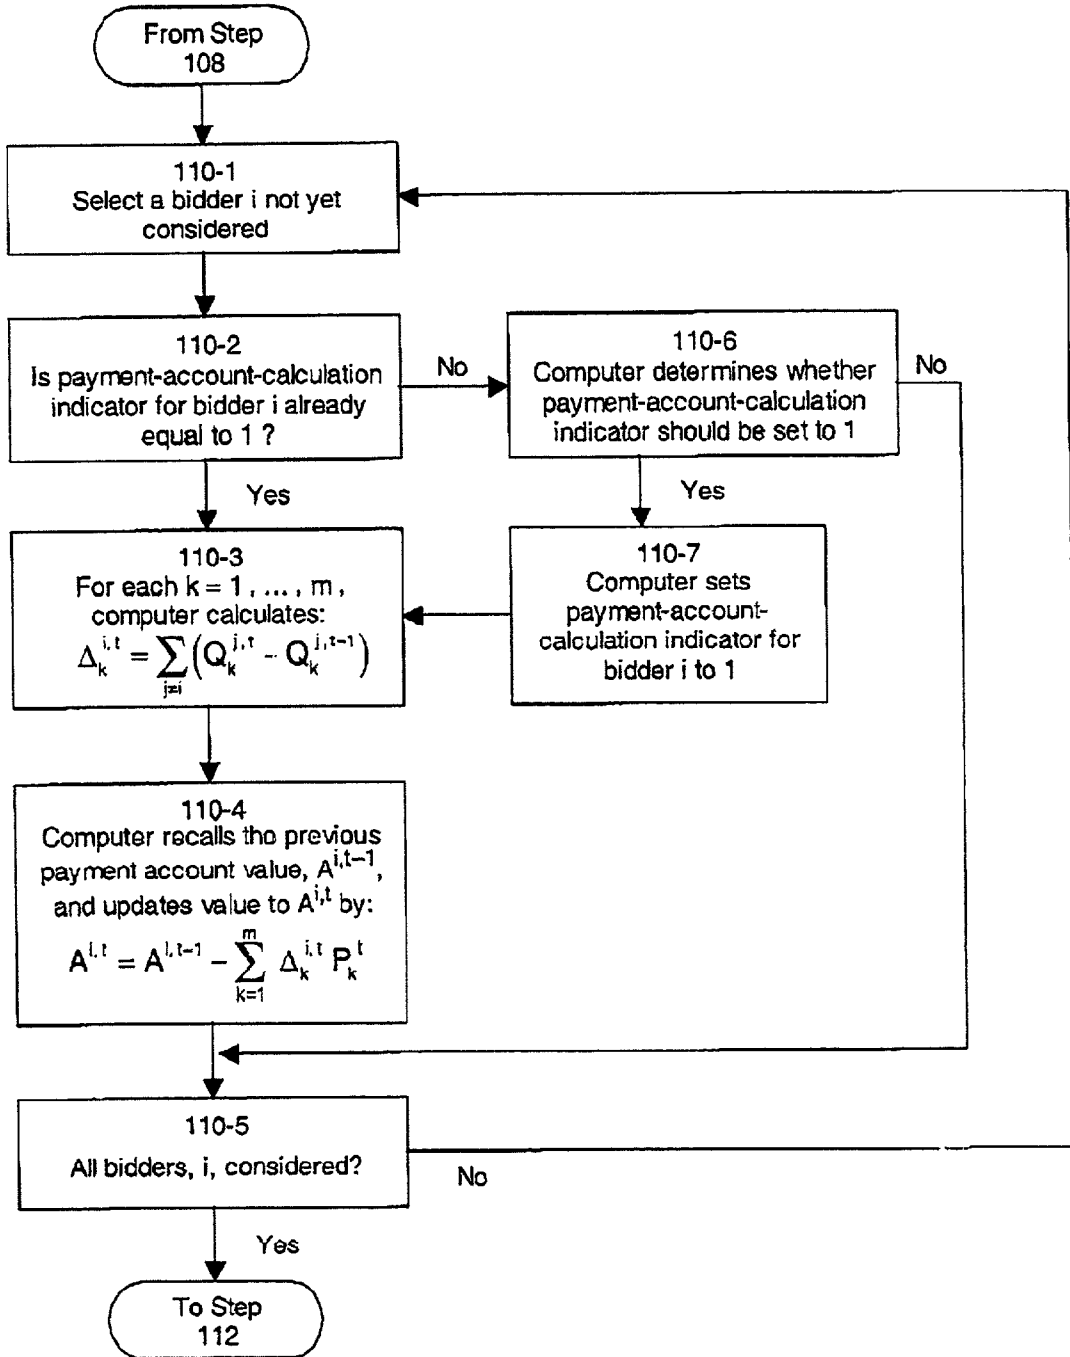 From Step
108
110-1
Select a bidder i not yet
considered
110-2
Is payment-account-calculation
indicator for bidder i already
equal to 1 ?
No
110-6
Computer determines whether
payment-account-calculation
indicator should be set to 1
No
Yes
Yes
110-3
For each k = 1 , ... , m ,
computer calculates:
Δ_k^{i,t} = ∑_{j≠i} (Q_k^{j,t} - Q_k^{j,t-1})
110-7
Computer sets
payment-account-
calculation indicator for
bidder i to 1
110-4
Computer recalls the previous
payment account value, A^{i,t-1},
and updates value to A^{i,t} by:
A^{i,t} = A^{i,t-1} - ∑_{k=1}^{m} Δ_k^{i,t} P_k^t
110-5
All bidders, i, considered?
No
Yes
To Step
112